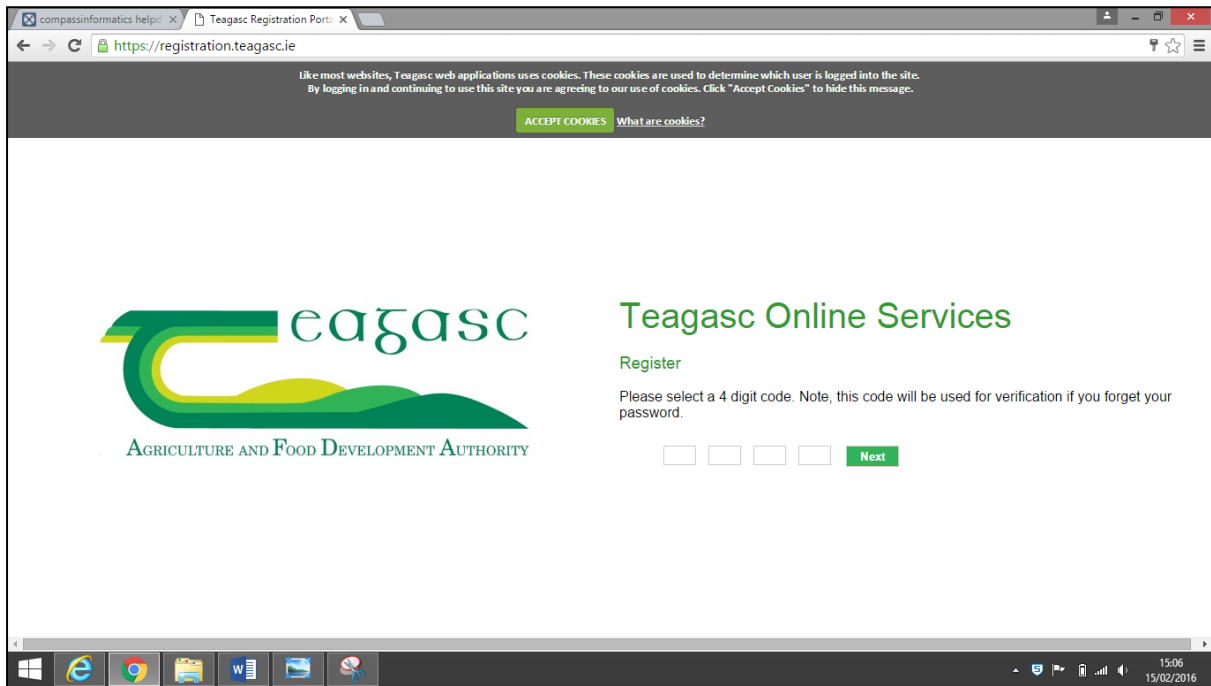 compassinformatics helpd
Teagasc Registration Porta
https://registration.teagasc.ie
Like most websites, Teagasc web applications uses cookies. These cookies are used to determine which user is logged into the site.
By logging in and continuing to use this site you are agreeing to our use of cookies. Click "Accept Cookies" to hide this message.
ACCEPT COOKIES What are cookies?
eagasc
AGRICULTURE AND FOOD DEVELOPMENT AUTHORITY
Teagasc Online Services
Register
Please select a 4 digit code. Note, this code will be used for verification if you forget your
password.
Next
15:06
15/02/2016